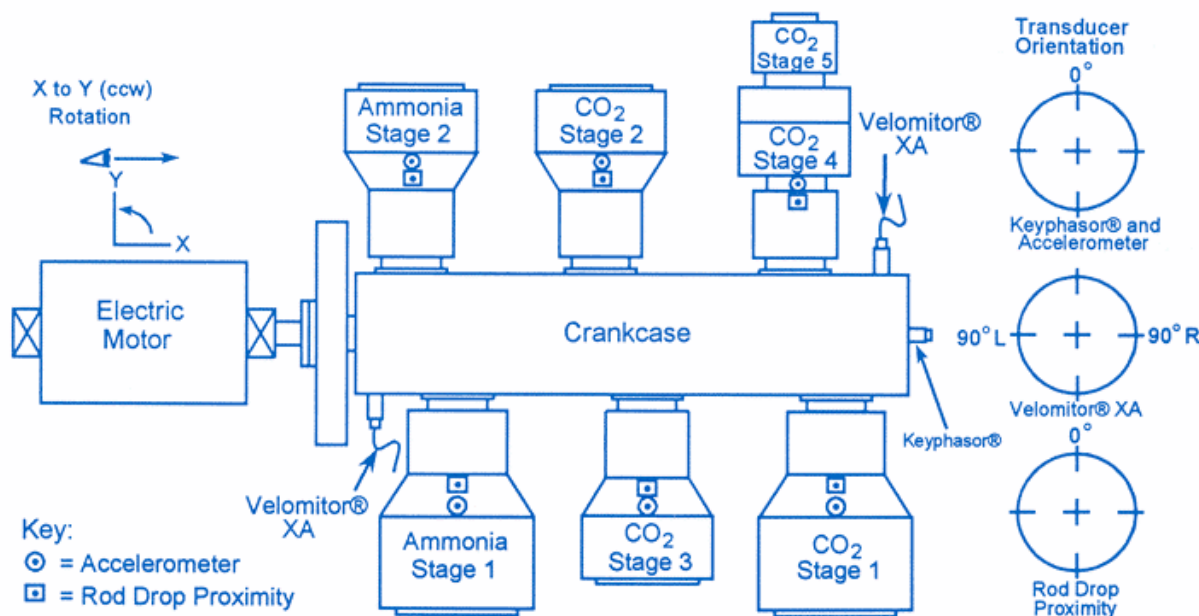 X to Y (ccw)
Rotation
Y
X
Electric
Motor
Ammonia
Stage 2
CO₂
Stage 2
CO₂
Stage 5
CO₂
Stage 4
Velomitor®
XA
Crankcase
Keyphasor®
Velomitor®
XA
Ammonia
Stage 1
CO₂
Stage 3
CO₂
Stage 1
Key:
= Accelerometer
= Rod Drop Proximity
Transducer
Orientation
0°
Keyphasor® and
Accelerometer
90° L
90° R
Velomitor® XA
0°
Rod Drop
Proximity